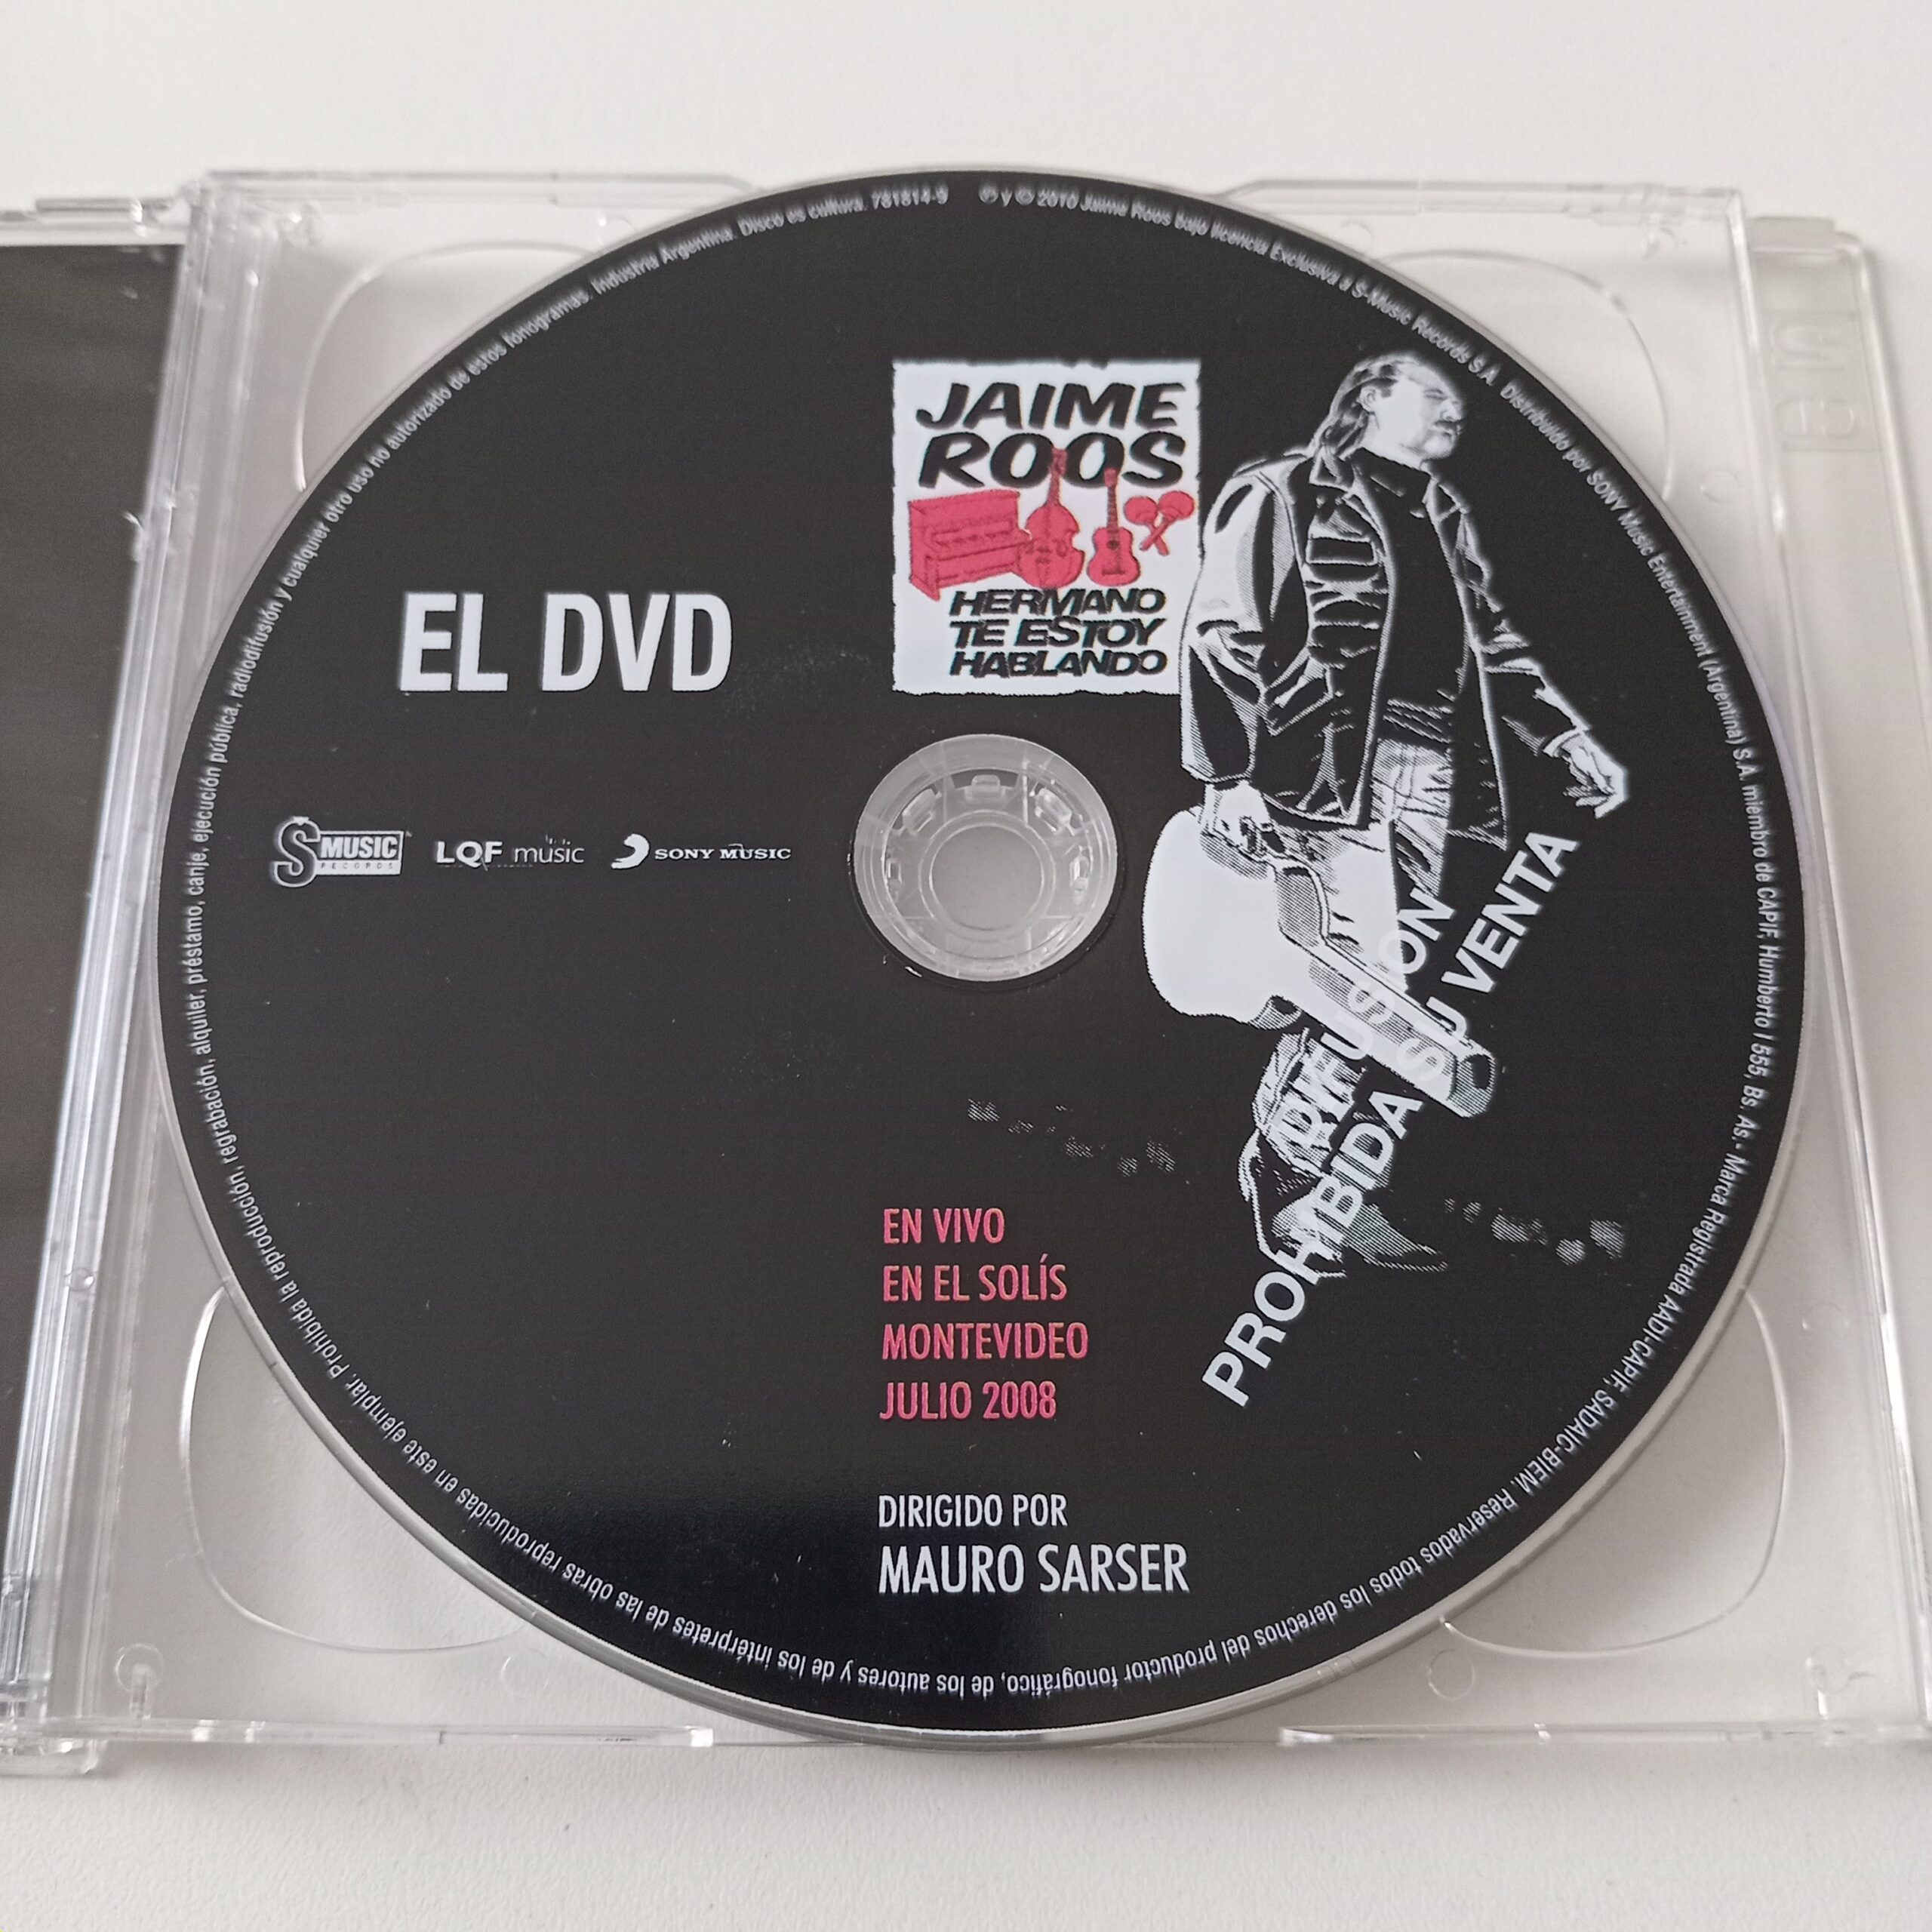 JAIME
ROOS
HERMANO
TE ESTOY
HABLANDO
EL DVD
S MUSIC
RECORDS
LQF music
SONY MUSIC
DIFUSION
PROHIBIDA SU VENTA
EN VIVO
EN EL SOLÍS
MONTEVIDEO
JULIO 2008
DIRIGIDO POR
MAURO SARSER
℗ y © 2010 Jaime Roos bajo licencia Exclusiva a S-Music Records S.A. Distribuido por SONY Music Entertainment (Argentina) S.A miembro de CAPIF, Humberto I 555, Bs. As. - Marca Registrada AADI-CAPIF, SADAIC-BIEM. Reservados todos los derechos del productor fonográfico, de los autores y de los intérpretes de las obras reproducidas en este ejemplar. Prohibida la reproducción, regrabación, alquiler, préstamo, canje, ejecución pública, radiodifusión y cualquier otro uso no autorizado de estos fonogramas. Industria Argentina. Disco es cultura. 781814-9